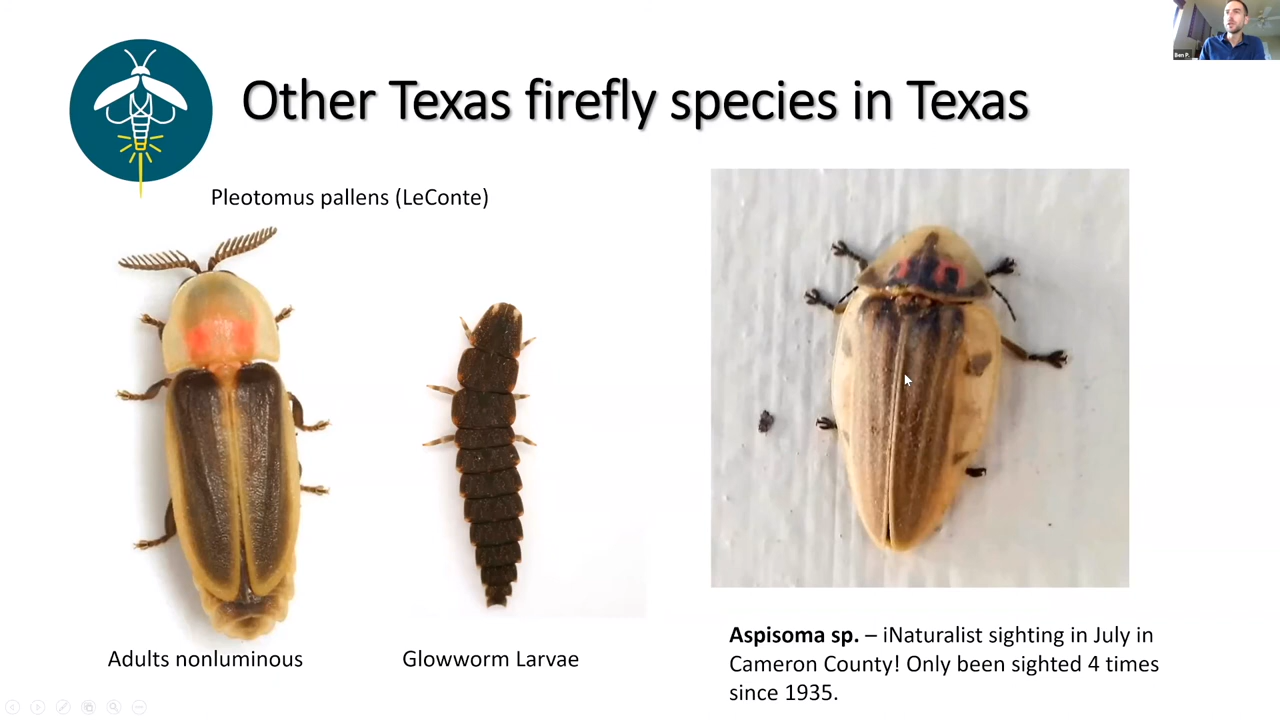 Ben P.
Other Texas firefly species in Texas
Pleotomus pallens (LeConte)
Adults nonluminous
Glowworm Larvae
Aspisoma sp. – iNaturalist sighting in July in
Cameron County! Only been sighted 4 times
since 1935.